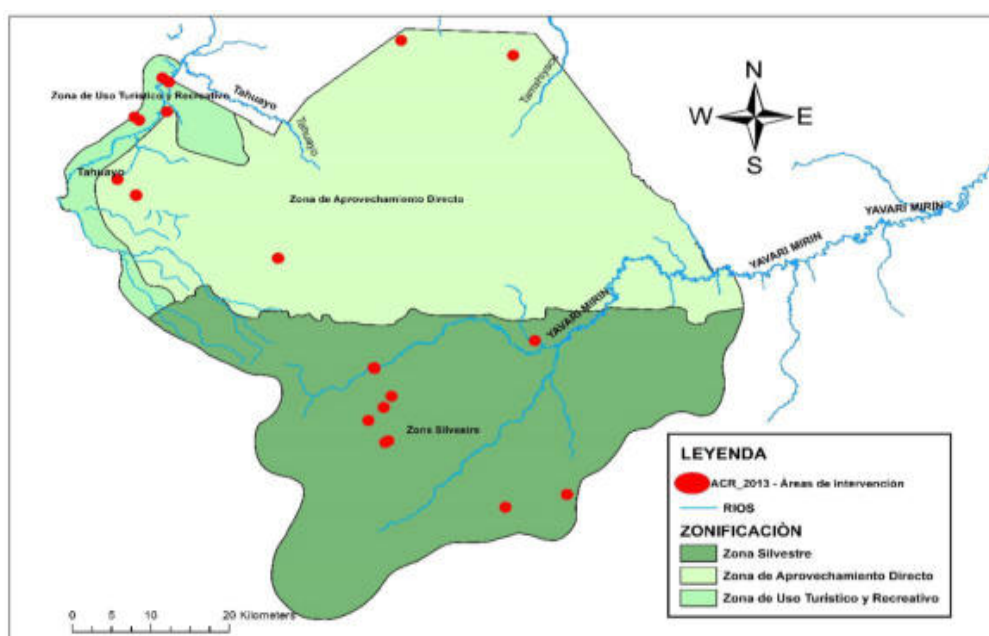 N
W E
S
Tahuayo
Tahuayo
Tamshiyacu
Zona de Uso Turístico y Recreativo
Tahuayo
Zona de Aprovechamiento Directo
YAVARI MIRIN
YAVARI MIRIN
YAVARI MIRIN
Zona Silvestre
LEYENDA
ACR_2013 - Áreas de intervención
RIOS
ZONIFICACIÒN
Zona Silvestre
Zona de Aprovechamiento Directo
Zona de Uso Turístico y Recreativo
0 5 10 20 Kilometers